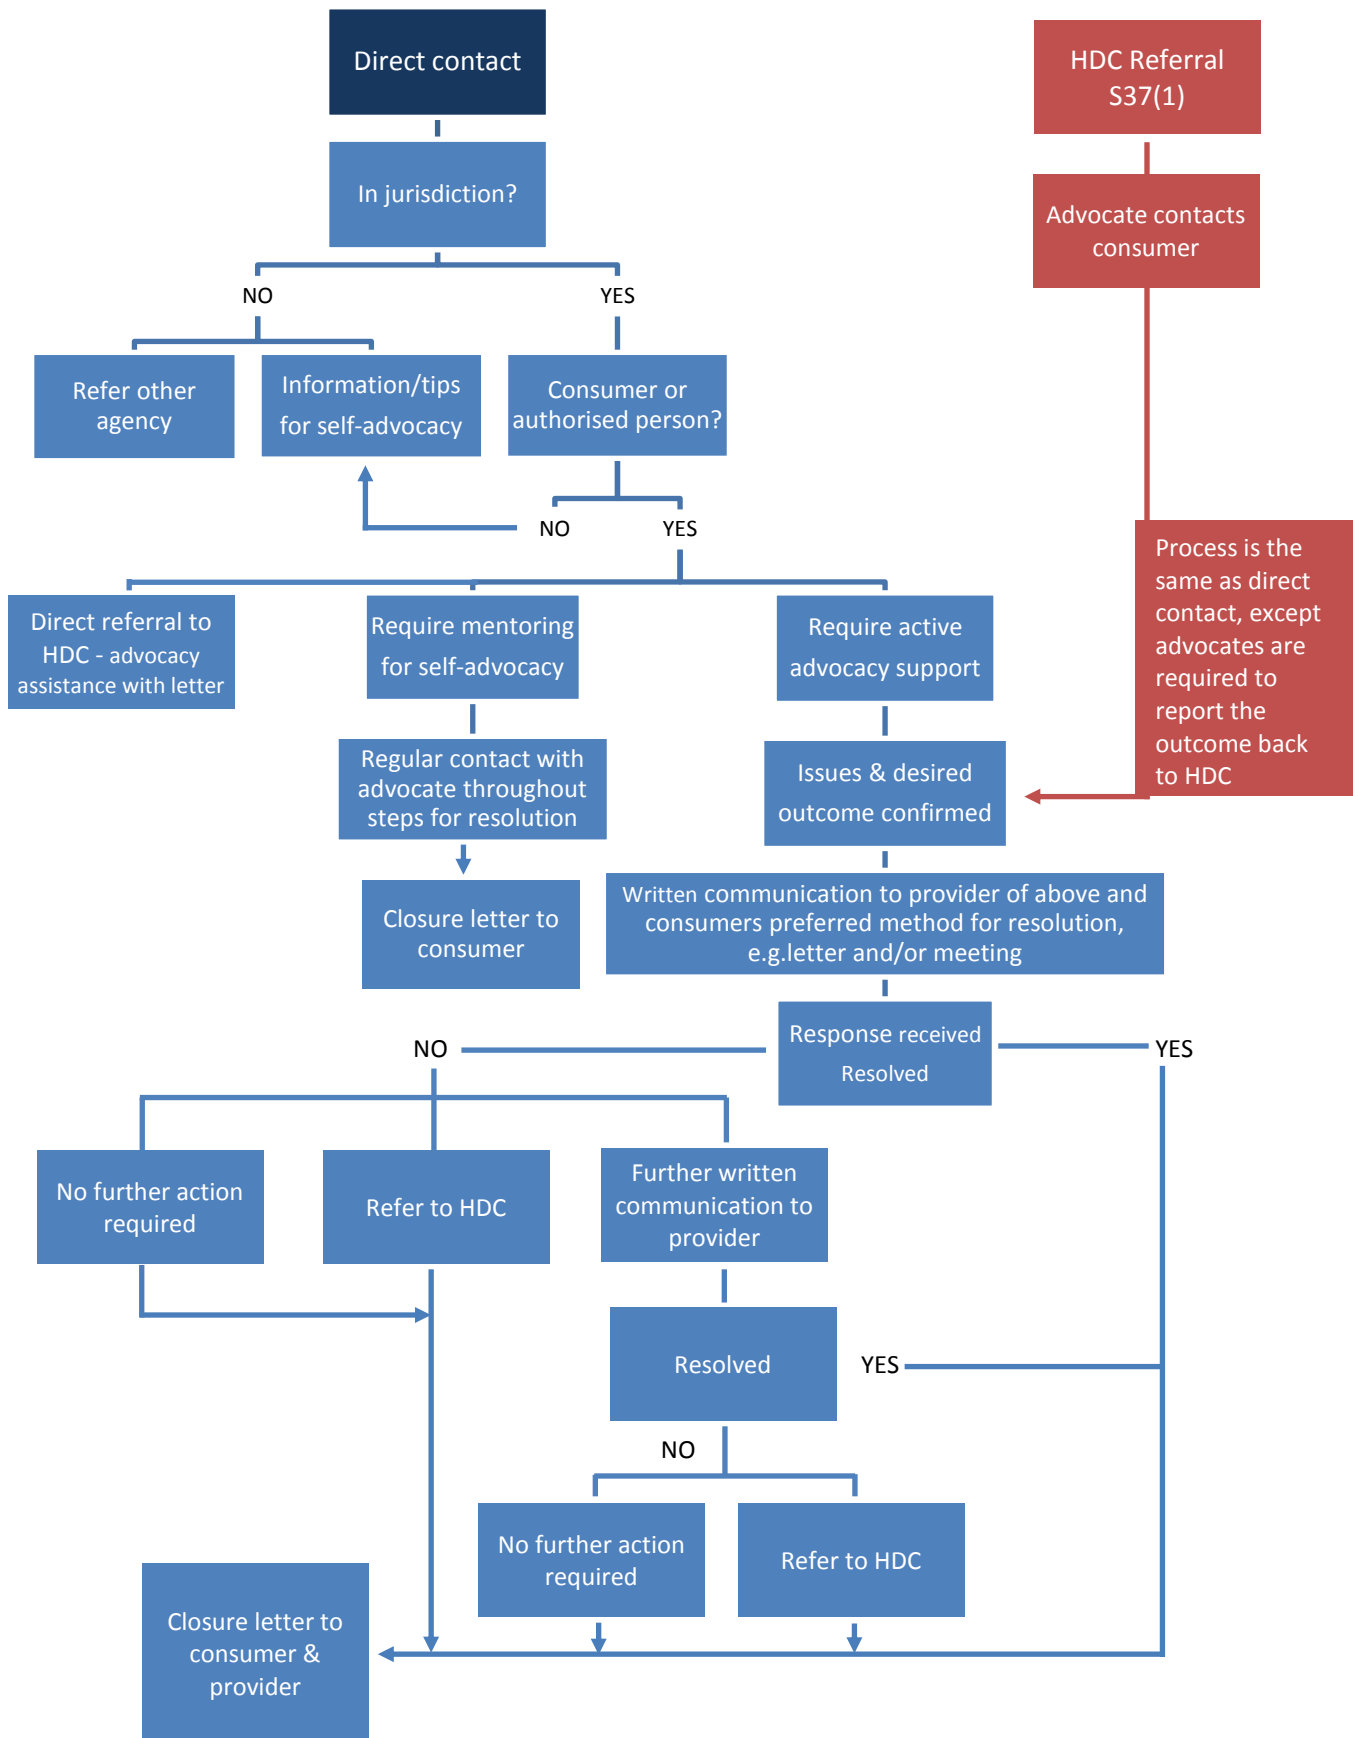 Direct contact
HDC Referral
S37(1)
In jurisdiction?
Advocate contacts
consumer
NO
YES
Refer other
agency
Information/tips
for self-advocacy
Consumer or
authorised person?
NO
YES
Process is the
same as direct
contact, except
advocates are
required to
report the
outcome back
to HDC
Direct referral to
HDC - advocacy
assistance with letter
Require mentoring
for self-advocacy
Require active
advocacy support
Regular contact with
advocate throughout
steps for resolution
Issues & desired
outcome confirmed
Closure letter to
consumer
Written communication to provider of above and
consumers preferred method for resolution,
e.g.letter and/or meeting
Response received
Resolved
NO
YES
No further action
required
Refer to HDC
Further written
communication to
provider
Resolved
YES
NO
No further action
required
Refer to HDC
Closure letter to
consumer &
provider